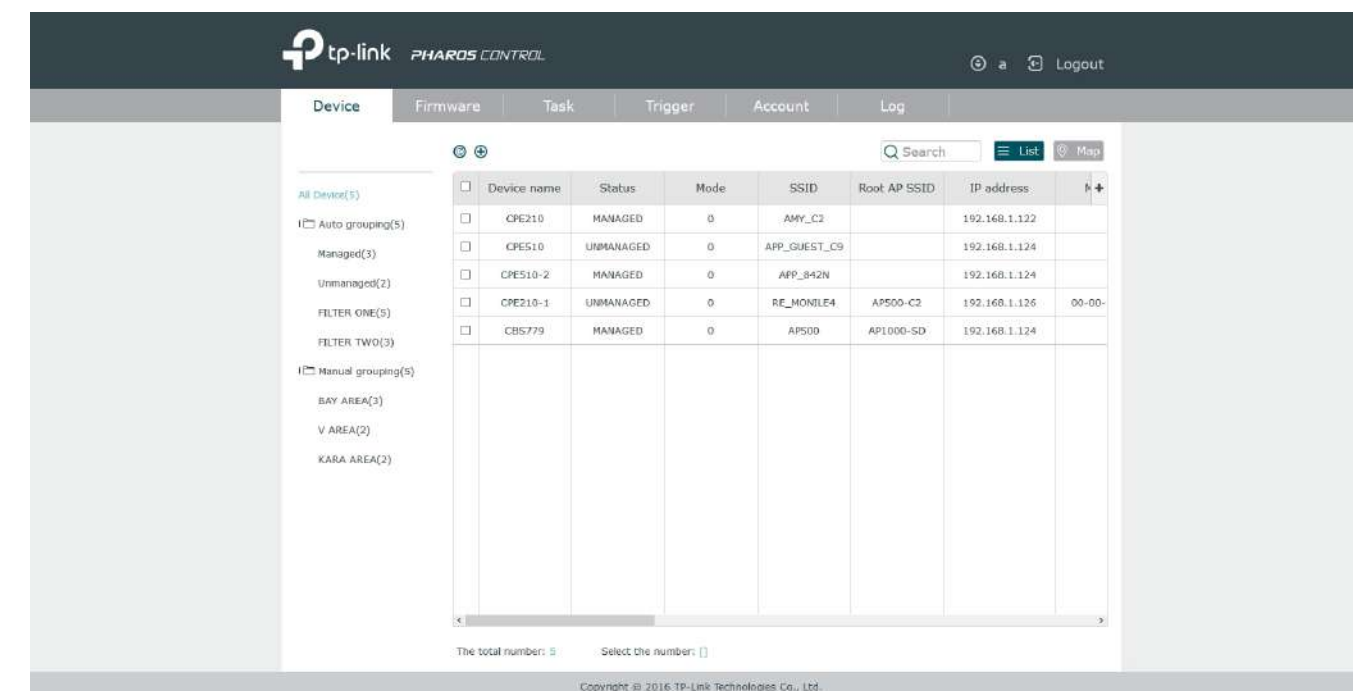 tp-link PHAROS CONTROL
a Logout
Device Firmware Task Trigger Account Log
Search List Map
All Device(5)
Auto grouping(5)
Managed(3)
Unmanaged(2)
FILTER ONE(5)
FILTER TWO(3)
Manual grouping(5)
BAY AREA(3)
V AREA(2)
KARA AREA(2)
Device name Status Mode SSID Root AP SSID IP address
CPE210 MANAGED 0 AMY_C2 192.168.1.122
CPE510 UNMANAGED 0 APP_GUEST_C9 192.168.1.124
CPE510-2 MANAGED 0 APP_842N 192.168.1.124
CPE210-1 UNMANAGED 0 RE_MONILE4 AP500-C2 192.168.1.126 00-00-
CBS779 MANAGED 0 AP500 AP1000-SD 192.168.1.124
The total number: 5 Select the number: []
Copyright © 2016 TP-Link Technologies Co., Ltd.